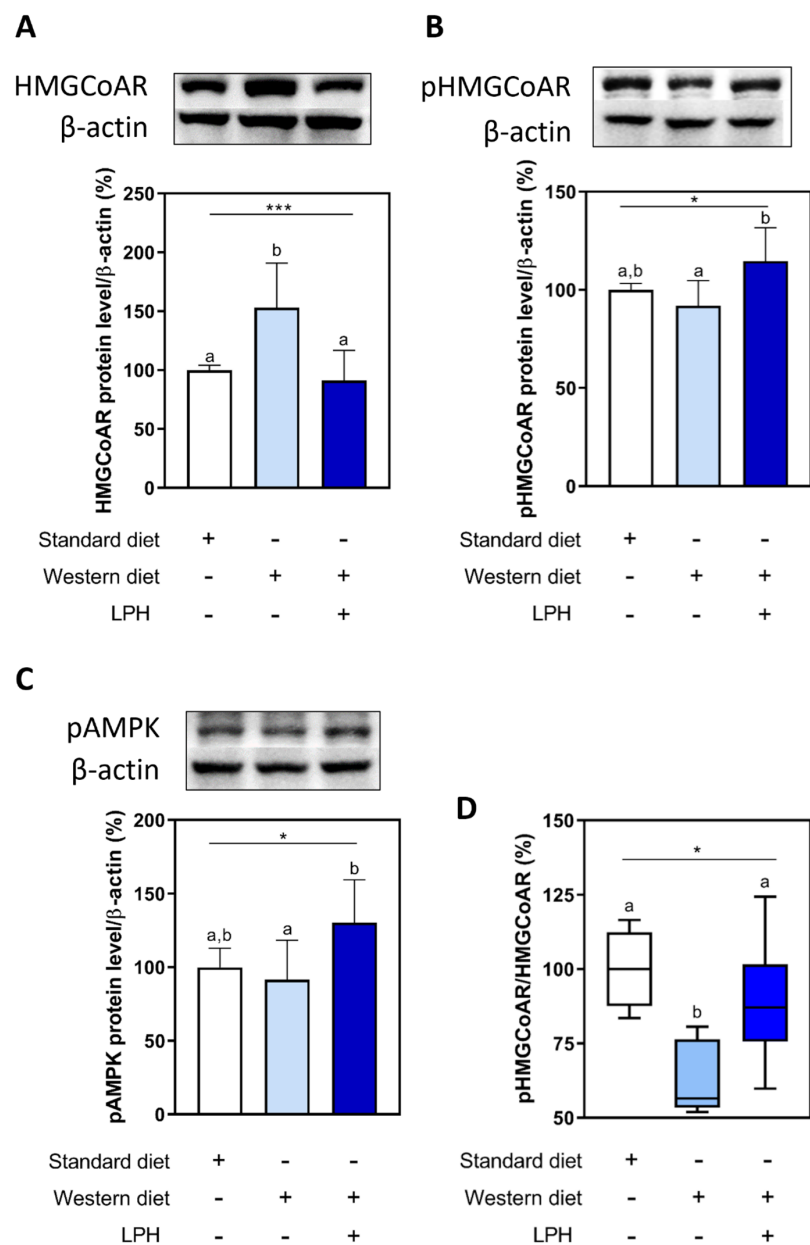 A
HMGCoAR
β-actin
HMGCoAR protein level/β-actin (%)
250
200
150
100
50
0
***
a
b
a
Standard diet + - -
Western diet - + +
LPH - - +
B
pHMGCoAR
β-actin
pHMGCoAR protein level/β-actin (%)
150
100
50
0
*
a,b
a
b
Standard diet + - -
Western diet - + +
LPH - - +
C
pAMPK
β-actin
pAMPK protein level/β-actin (%)
200
150
100
50
0
*
a,b
a
b
Standard diet + - -
Western diet - + +
LPH - - +
D
pHMGCoAR/HMGCoAR (%)
150
125
100
75
50
*
a
b
a
Standard diet + - -
Western diet - + +
LPH - - +